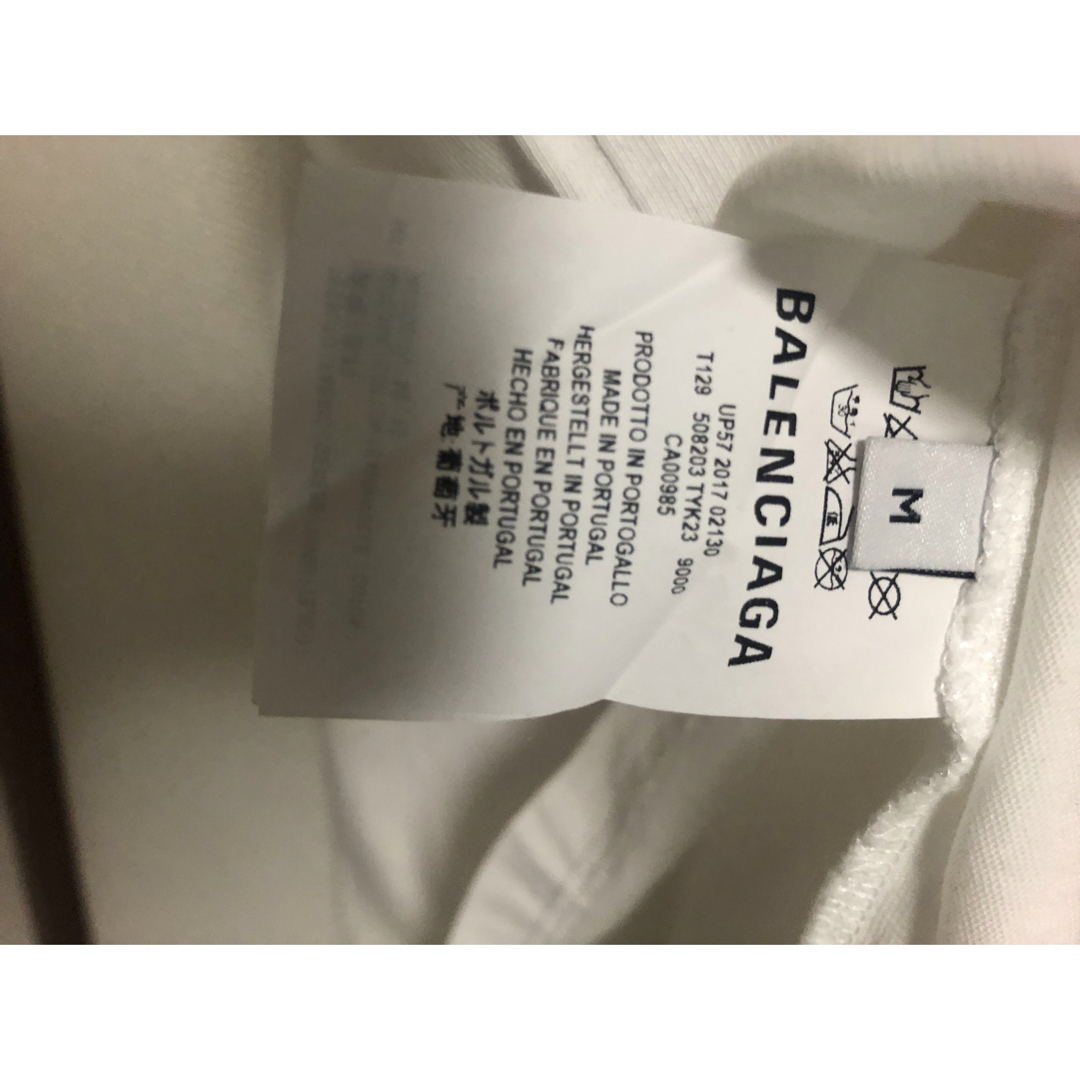 M
BALENCIAGA
UP57 2017 02130
T129 508203 TYK23 9000
CA00985
PRODOTTO IN PORTOGALLO
MADE IN PORTUGAL
HERGESTELLT IN PORTUGAL
FABRIQUE EN PORTUGAL
HECHO EN PORTUGAL
ポルトガル製
产地 葡萄牙